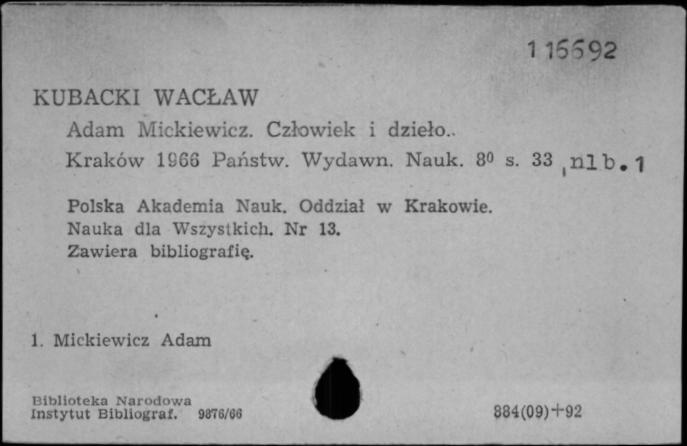 115592
KUBACKI WACŁAW
Adam Mickiewicz. Człowiek i dzieło..
Kraków 1966 Państw. Wydawn. Nauk. 8⁰ s. 33 , nlb. 1
Polska Akademia Nauk. Oddział w Krakowie.
Nauka dla Wszystkich. Nr 13.
Zawiera bibliografię.
1. Mickiewicz Adam
Biblioteka Narodowa
Instytut Bibliograf. 9876/66
884(09)+92